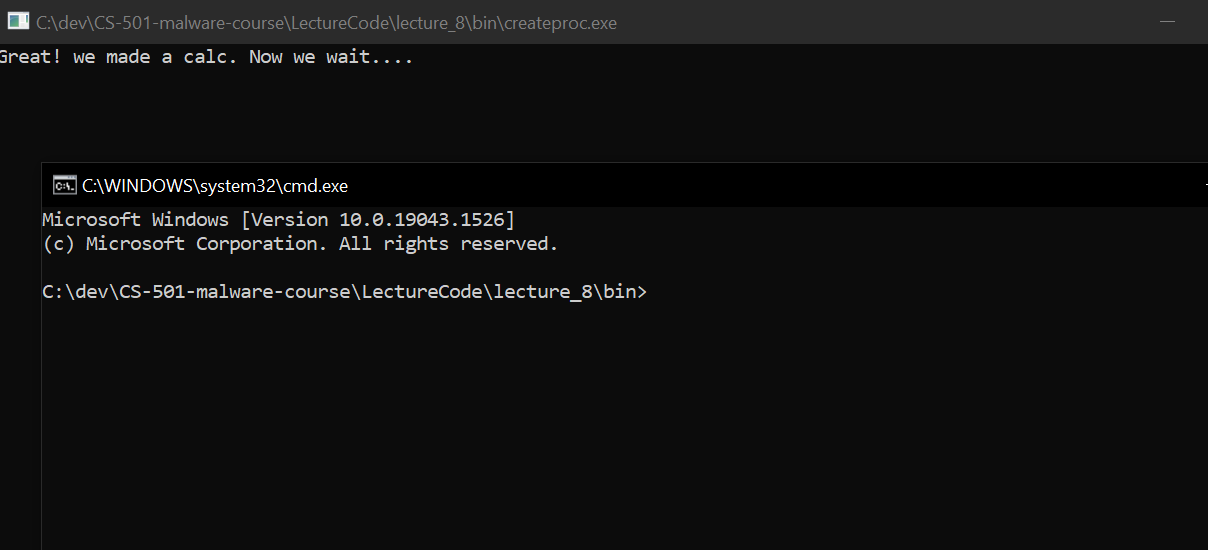 C:\dev\CS-501-malware-course\LectureCode\lecture_8\bin\createproc.exe
Great! we made a calc. Now we wait....
C:\WINDOWS\system32\cmd.exe
Microsoft Windows [Version 10.0.19043.1526]
(c) Microsoft Corporation. All rights reserved.
C:\dev\CS-501-malware-course\LectureCode\lecture_8\bin>